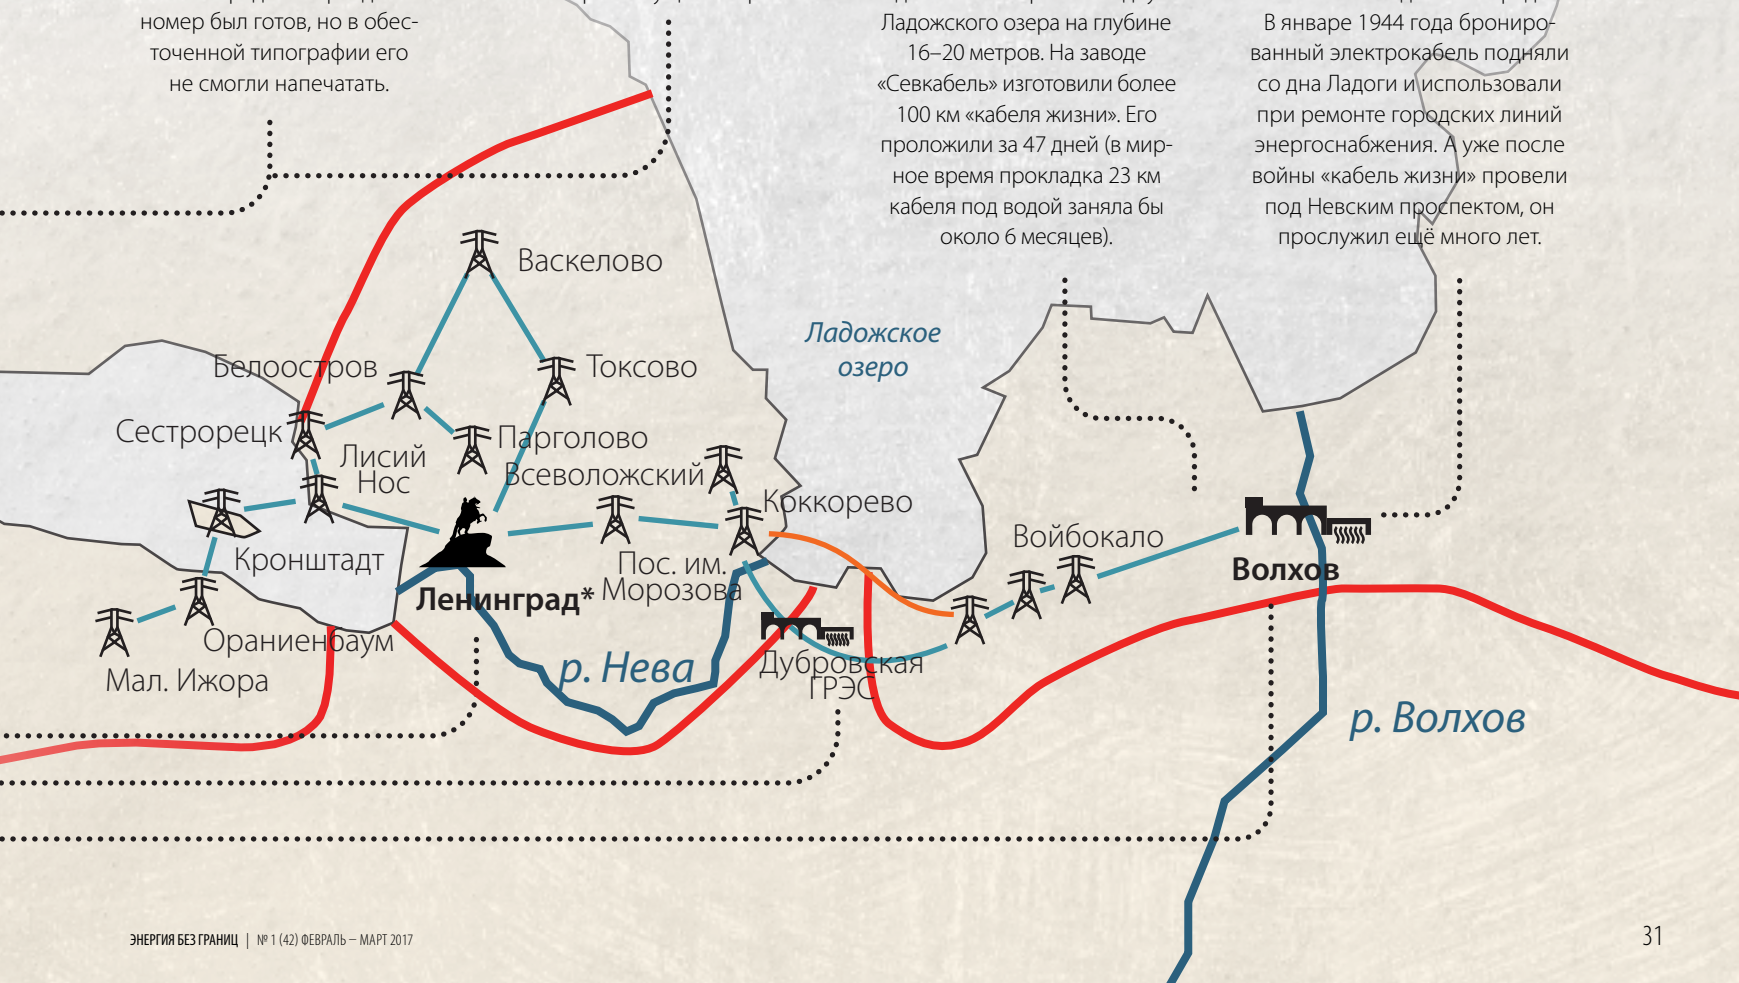 номер был готов, но в обес-
точенной типографии его
не смогли напечатать.
Ладожского озера на глубине
16–20 метров. На заводе
«Севкабель» изготовили более
100 км «кабеля жизни». Его
проложили за 47 дней (в мир-
ное время прокладка 23 км
кабеля под водой заняла бы
около 6 месяцев).
В январе 1944 года брониро-
ванный электрокабель подняли
со дна Ладоги и использовали
при ремонте городских линий
энергоснабжения. А уже после
войны «кабель жизни» провели
под Невским проспектом, он
прослужил ещё много лет.
Васкелово
Ладожское
озеро
Белоостров
Токсово
Сестрорецк
Парголово
Лисий
Нос
Всеволожский
Коккорево
Кронштадт
Войбокало
Пос. им.
Морозова
Волхов
Ленинград*
Ораниенбаум
Мал. Ижора
р. Нева
Дубровская
ГРЭС
р. Волхов
ЭНЕРГИЯ БЕЗ ГРАНИЦ | № 1 (42) ФЕВРАЛЬ – МАРТ 2017
31